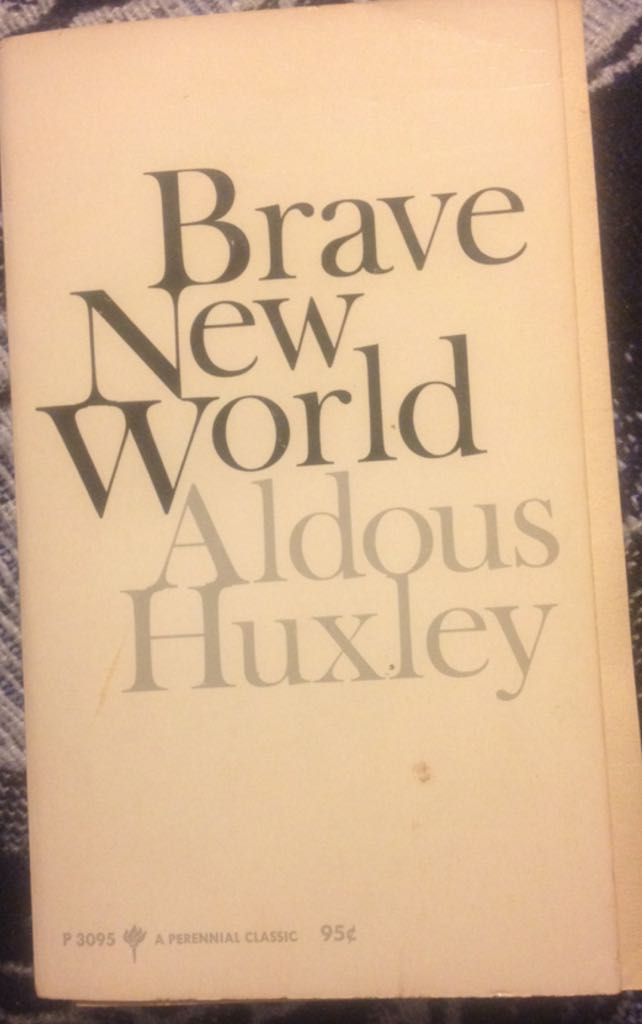 Brave
New
World
Aldous
Huxley
P 3095 A PERENNIAL CLASSIC 95¢